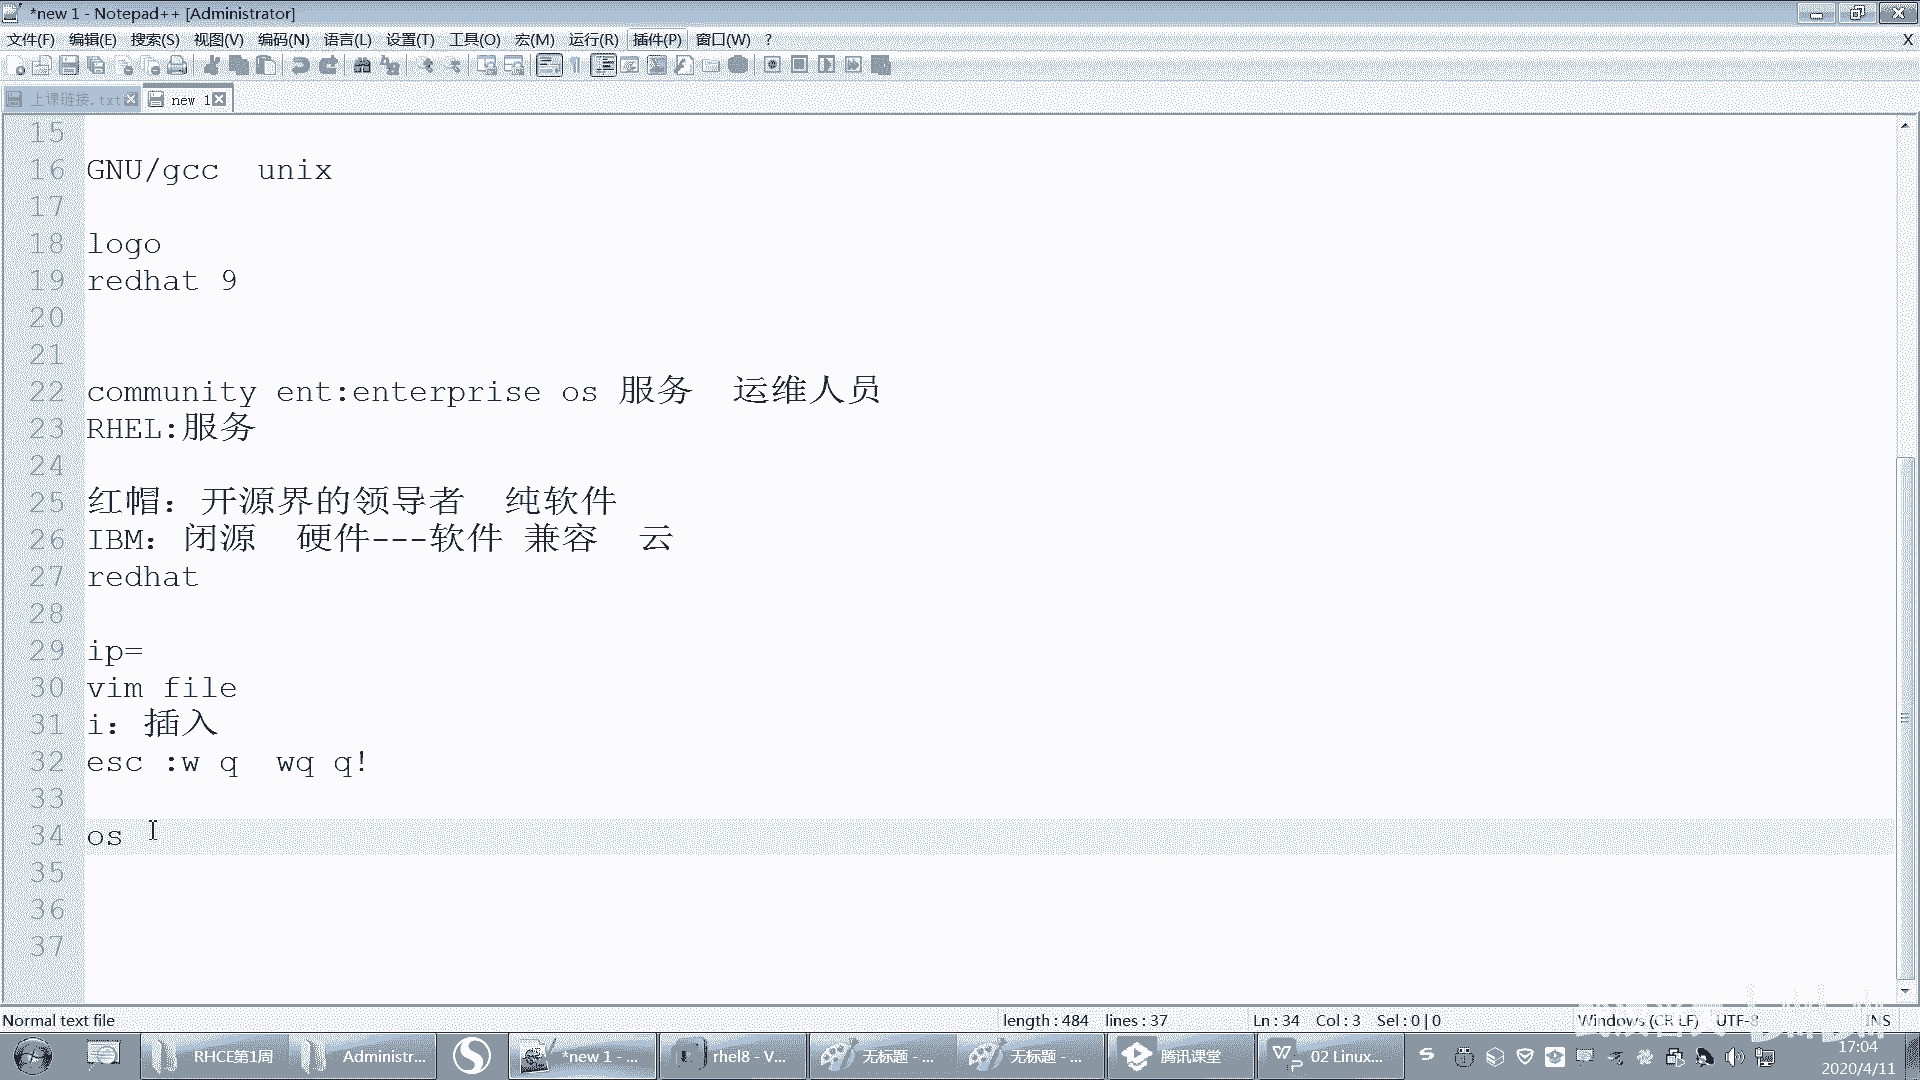 *new 1 - Notepad++ [Administrator]
文件(F) 编辑(E) 搜索(S) 视图(V) 编码(N) 语言(L) 设置(T) 工具(O) 宏(M) 运行(R) 插件(P) 窗口(W) ? X
上课链接.txt new 1
15
16 GNU/gcc unix
17
18 logo
19 redhat 9
20
21
22 community ent:enterprise os 服务 运维人员
23 RHEL:服务
24
25 红帽：开源界的领导者 纯软件
26 IBM：闭源 硬件---软件 兼容 云
27 redhat
28
29 ip=
30 vim file
31 i：插入
32 esc :w q wq q!
33
34 os
35
36
37
Normal text file length : 484 lines : 37 Ln : 34 Col : 3 Sel : 0 | 0 Windows (CR LF) UTF-8 INS
RHCE第1周 Administr... *new 1 - ... rhel8 - V... 无标题 - ... 无标题 - ... 腾讯课堂 02 Linux... 17:04
2020/4/11